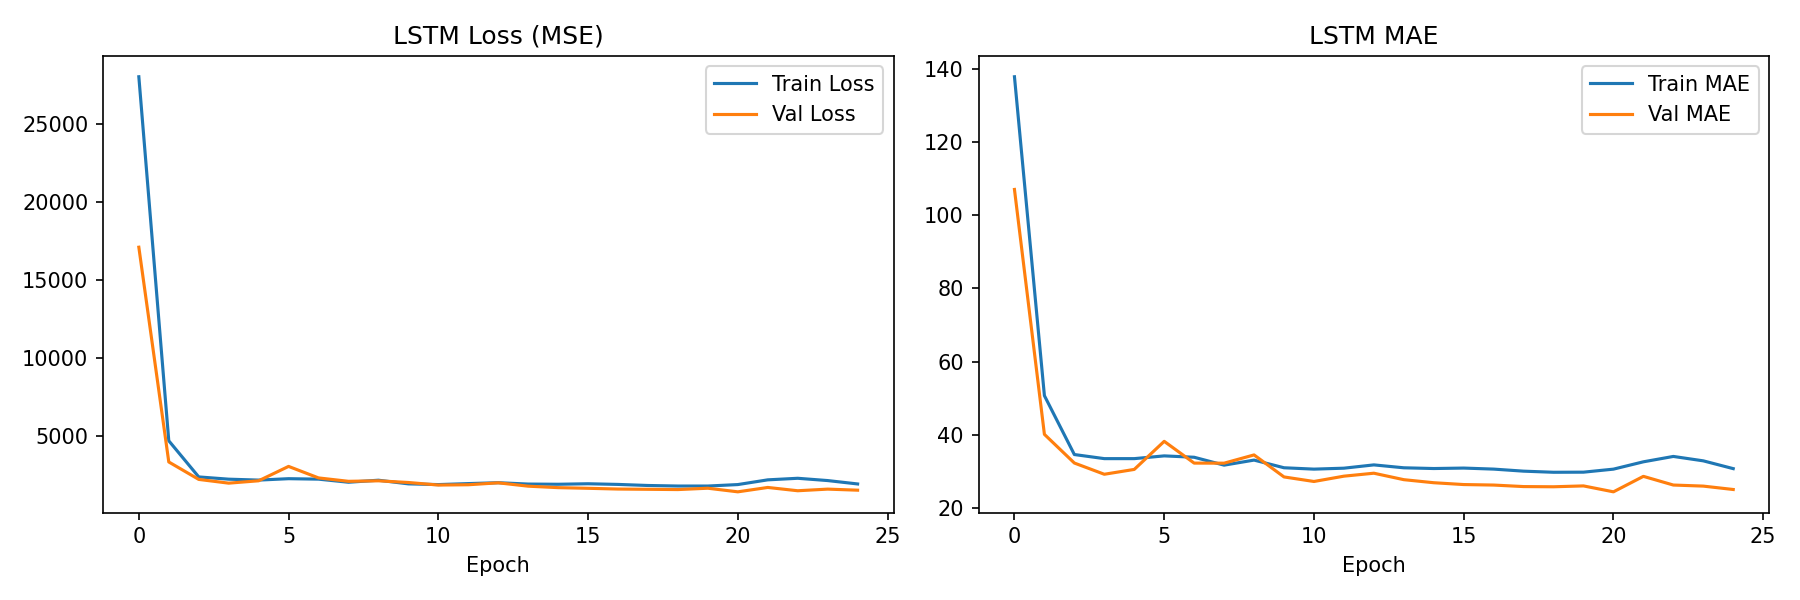 LSTM Loss (MSE)
Train Loss
Val Loss
25000
20000
15000
10000
5000
0 5 10 15 20 25
Epoch
LSTM MAE
Train MAE
Val MAE
140
120
100
80
60
40
20
0 5 10 15 20 25
Epoch